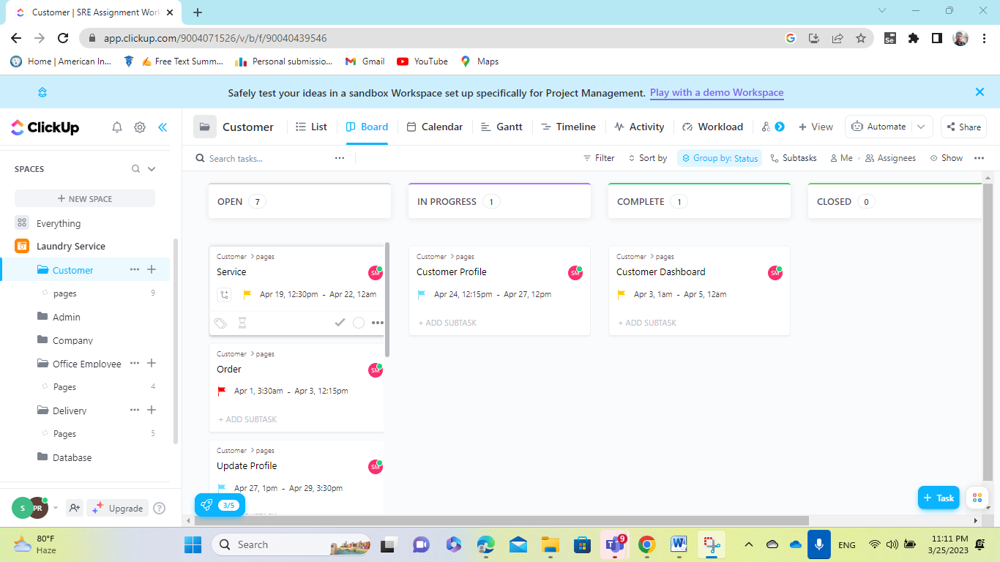 Customer | SRE Assignment Work
app.clickup.com/9004071526/v/b/f/90040439546
Home | American In...
Free Text Summ...
Personal submissio...
Gmail
YouTube
Maps
Safely test your ideas in a sandbox Workspace set up specifically for Project Management. Play with a demo Workspace
ClickUp
Customer
List
Board
Calendar
Gantt
Timeline
Activity
Workload
+ View
Automate
Share
Search tasks...
Filter
Sort by
Group by: Status
Subtasks
Me
Assignees
Show
SPACES
+ NEW SPACE
Everything
Laundry Service
Customer
pages 9
Admin
Company
Office Employee
Pages 4
Delivery
Pages 5
Database
S
PR
Upgrade
?
OPEN 7
IN PROGRESS 1
COMPLETE 1
CLOSED 0
Customer > pages
Service
SM
Apr 19, 12:30pm - Apr 22, 12am
Customer > pages
Order
SM
Apr 1, 3:30am - Apr 3, 12:15pm
+ ADD SUBTASK
Customer > pages
Update Profile
SM
Apr 27, 1pm - Apr 29, 3:30pm
Customer > pages
Customer Profile
SM
Apr 24, 12:15pm - Apr 27, 12pm
+ ADD SUBTASK
Customer > pages
Customer Dashboard
SM
Apr 3, 1am - Apr 5, 12am
+ ADD SUBTASK
3/5
+ Task
80°F
Haze
Search
9
ENG
11:11 PM
3/25/2023